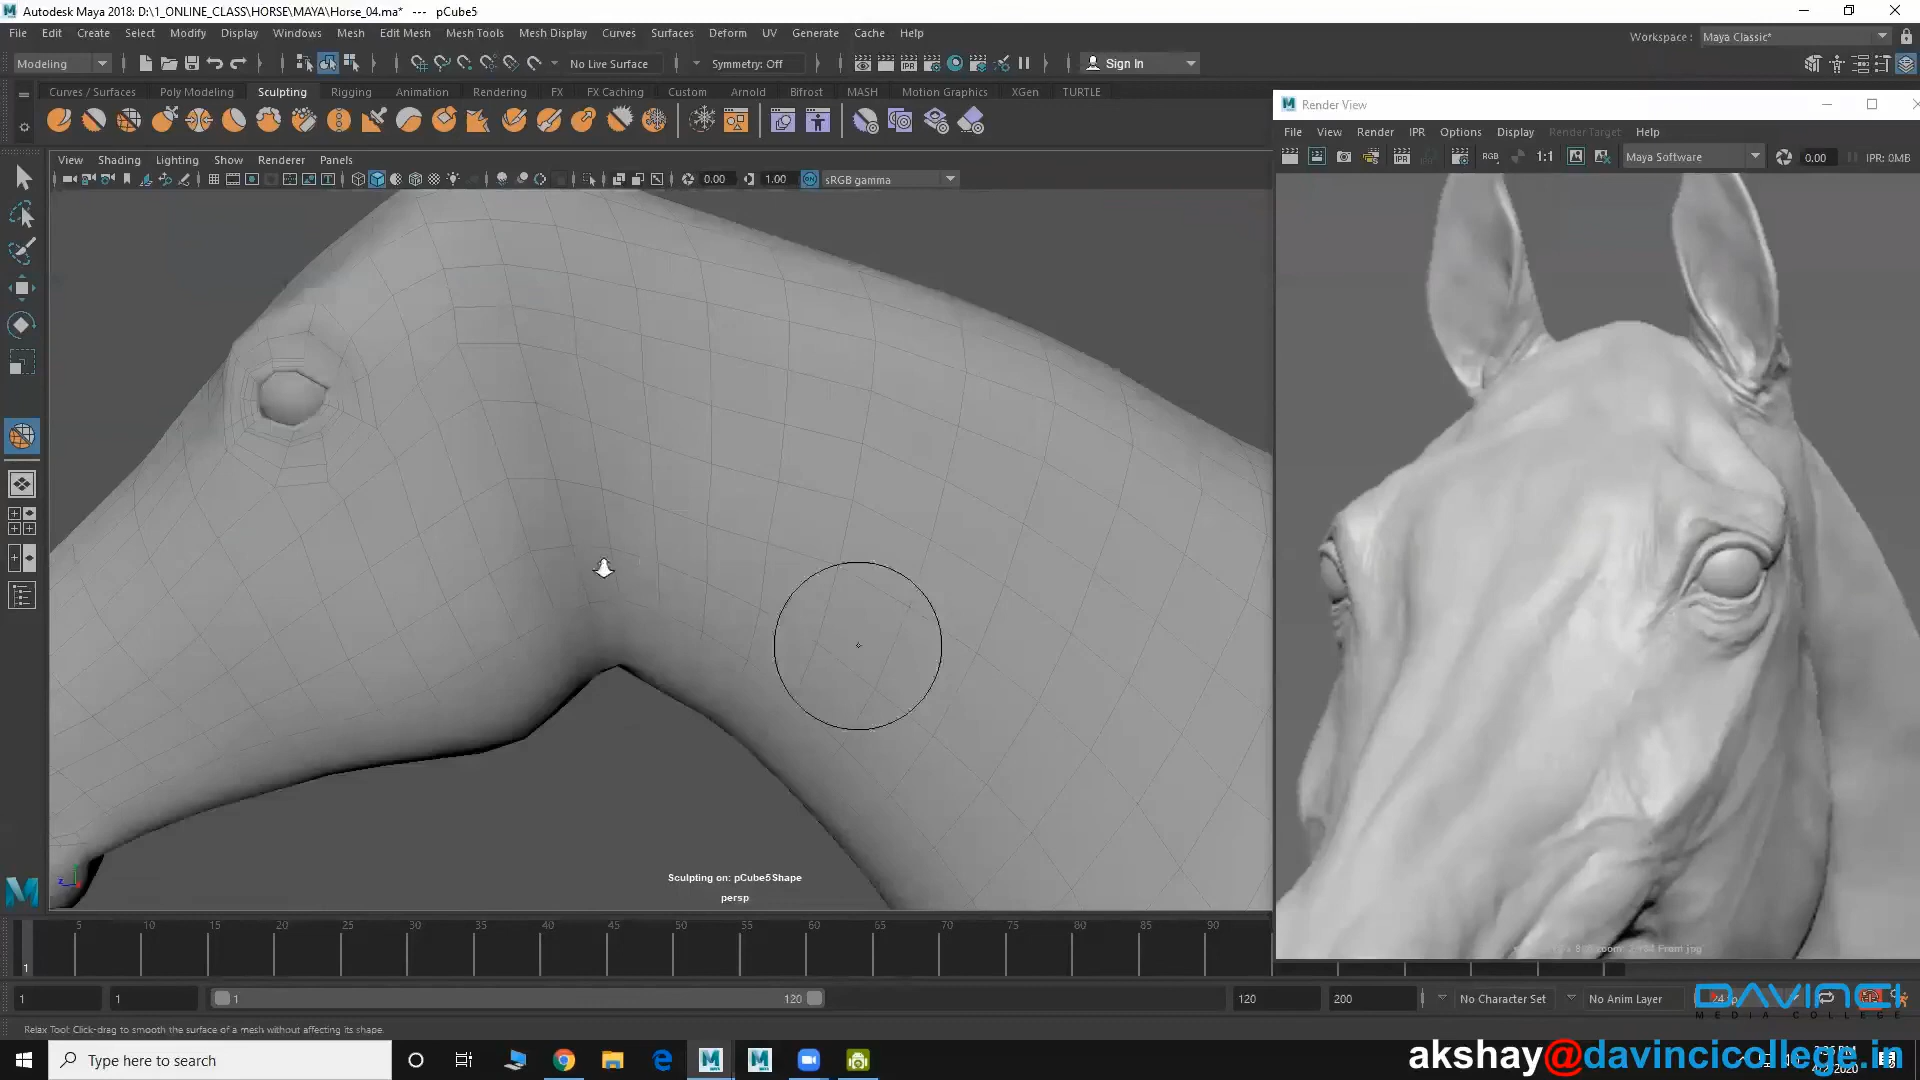 Autodesk Maya 2018: D:\1_ONLINE_CLASS\HORSE\MAYA\Horse_04.ma* --- pCube5
File Edit Create Select Modify Display Windows Mesh Edit Mesh Mesh Tools Mesh Display Curves Surfaces Deform UV Generate Cache Help
Workspace : Maya Classic*
Modeling No Live Surface Symmetry: Off Sign In
Curves / Surfaces Poly Modeling Sculpting Rigging Animation Rendering FX FX Caching Custom Arnold Bifrost MASH Motion Graphics XGen TURTLE
Render View
File View Render IPR Options Display Render Target Help
IPR RGB 1:1 Maya Software 0.00 IPR: 0MB
View Shading Lighting Show Renderer Panels
0.00 1.00 ON sRGB gamma
Sculpting on: pCube5Shape
persp
5 10 15 20 25 30 35 40 45 50 55 60 65 70 75 80 85 90
1
1 1 1 120 120 200 No Character Set No Anim Layer
DAVINCI
MEDIA COLLEGE
Relax Tool: Click-drag to smooth the surface of a mesh without affecting its shape.
Type here to search
akshay@davincicollege.in